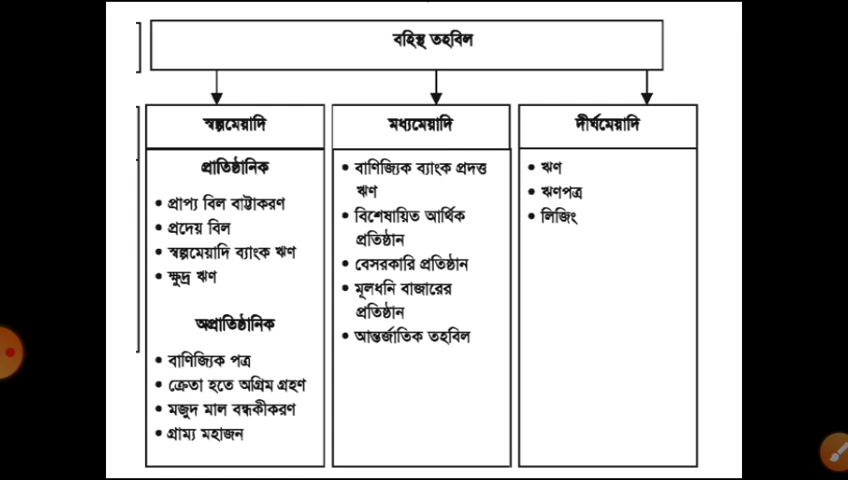 বহিস্থ তহবিল
স্বল্পমেয়াদি
প্রাতিষ্ঠানিক
• প্রাপ্য বিল বাট্টাকরণ
• প্রদেয় বিল
• স্বল্পমেয়াদি ব্যাংক ঋণ
• ক্ষুদ্র ঋণ
অপ্রাতিষ্ঠানিক
• বাণিজ্যিক পত্র
• ক্রেতা হতে অগ্রিম গ্রহণ
• মজুদ মাল বন্ধকীকরণ
• গ্রাম্য মহাজন
মধ্যমেয়াদি
• বাণিজ্যিক ব্যাংক প্রদত্ত
ঋণ
• বিশেষায়িত আর্থিক
প্রতিষ্ঠান
• বেসরকারি প্রতিষ্ঠান
• মূলধনি বাজারের
প্রতিষ্ঠান
• আন্তর্জাতিক তহবিল
দীর্ঘমেয়াদি
• ঋণ
• ঋণপত্র
• লিজিং